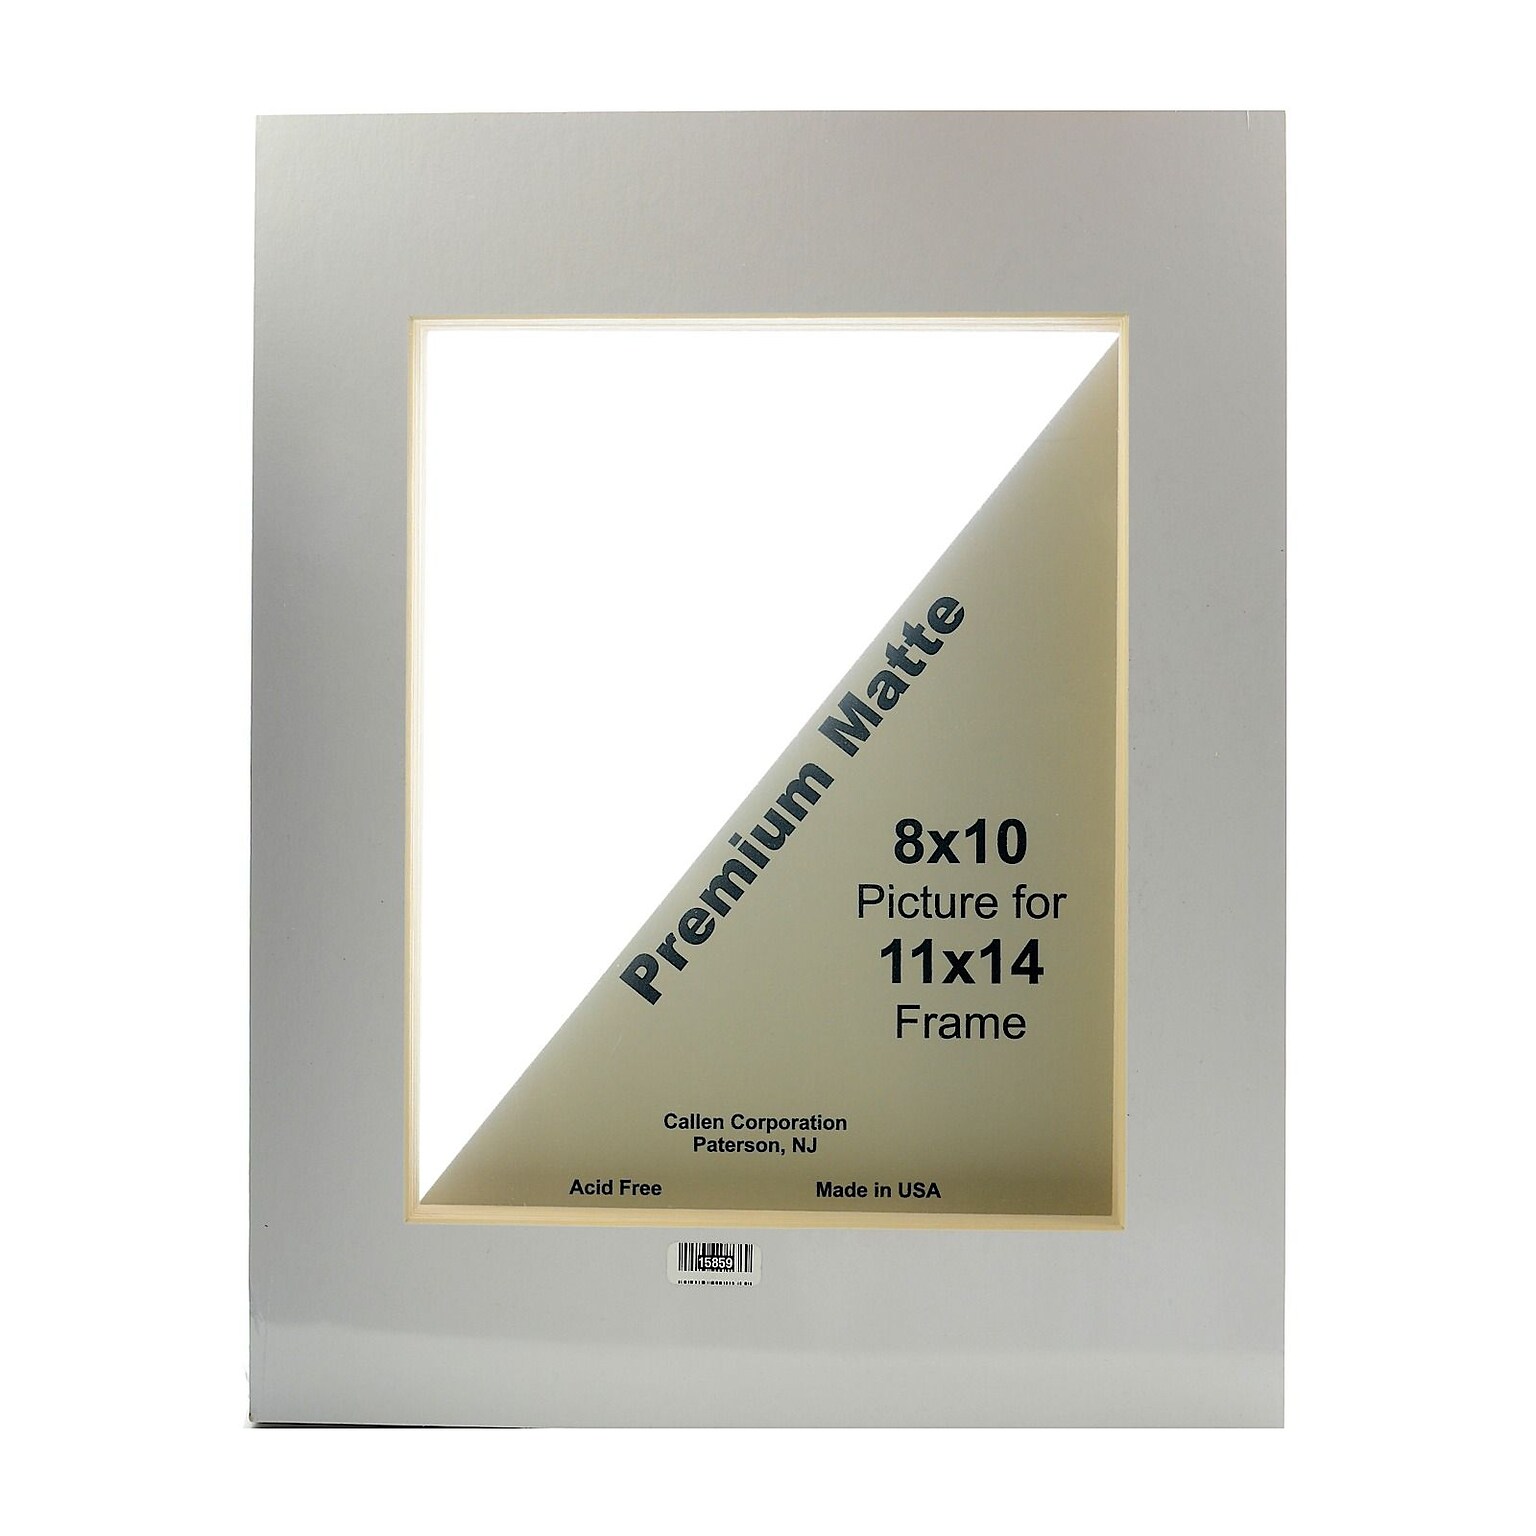 Premium Matte
8x10
Picture for
11x14
Frame
Callen Corporation
Paterson, NJ
Acid Free
Made in USA
15859